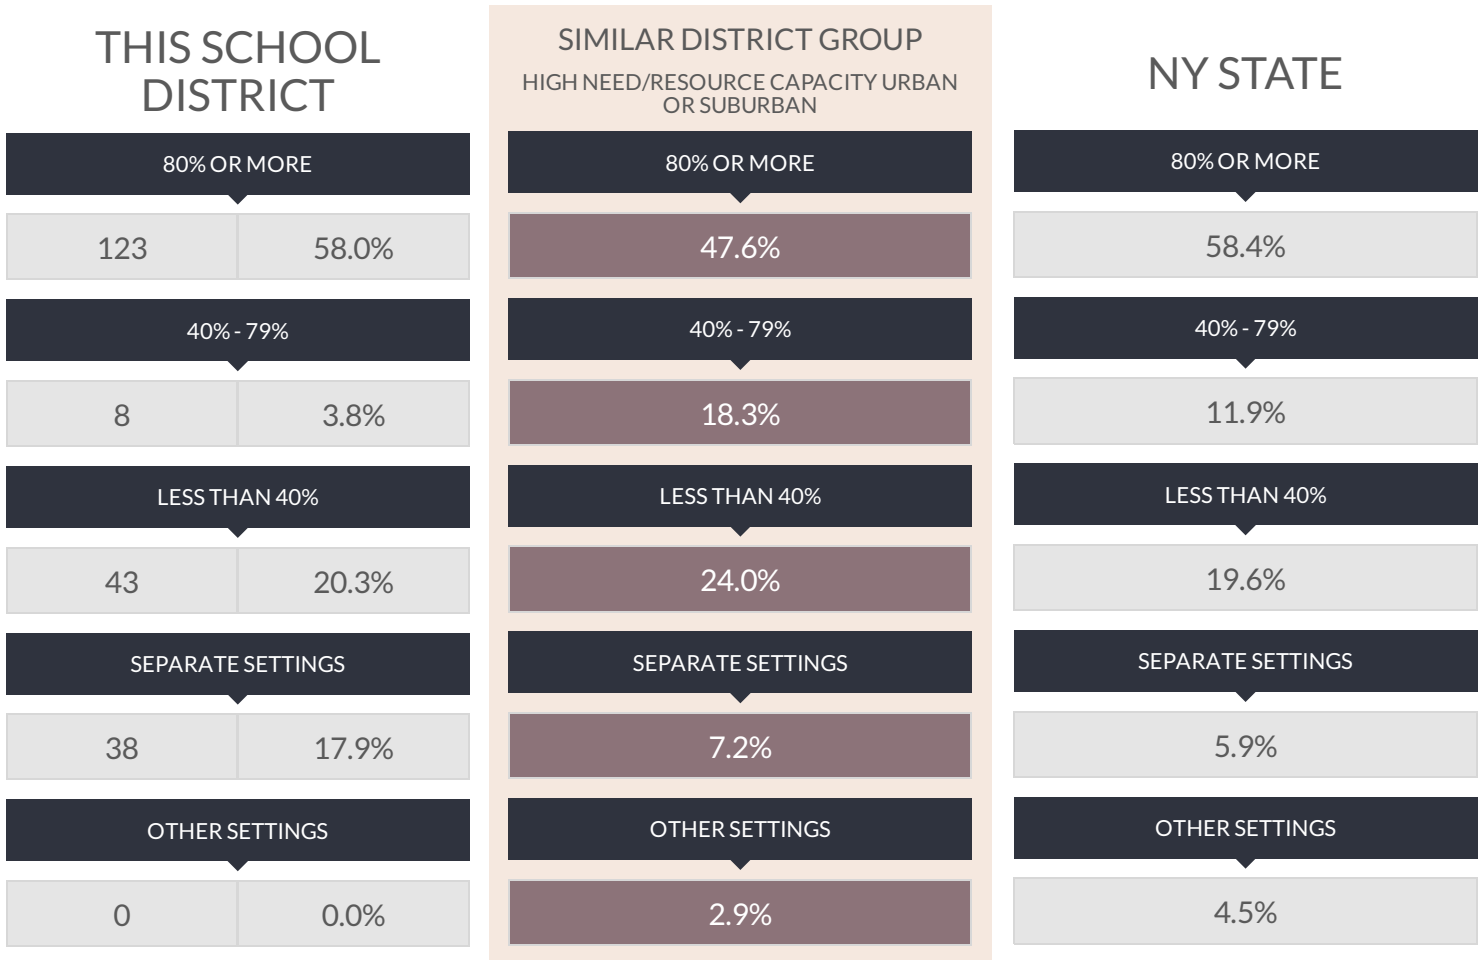 THIS SCHOOL
DISTRICT
80% OR MORE
123 58.0%
40% - 79%
8 3.8%
LESS THAN 40%
43 20.3%
SEPARATE SETTINGS
38 17.9%
OTHER SETTINGS
0 0.0%
SIMILAR DISTRICT GROUP
HIGH NEED/RESOURCE CAPACITY URBAN
OR SUBURBAN
80% OR MORE
47.6%
40% - 79%
18.3%
LESS THAN 40%
24.0%
SEPARATE SETTINGS
7.2%
OTHER SETTINGS
2.9%
NY STATE
80% OR MORE
58.4%
40% - 79%
11.9%
LESS THAN 40%
19.6%
SEPARATE SETTINGS
5.9%
OTHER SETTINGS
4.5%